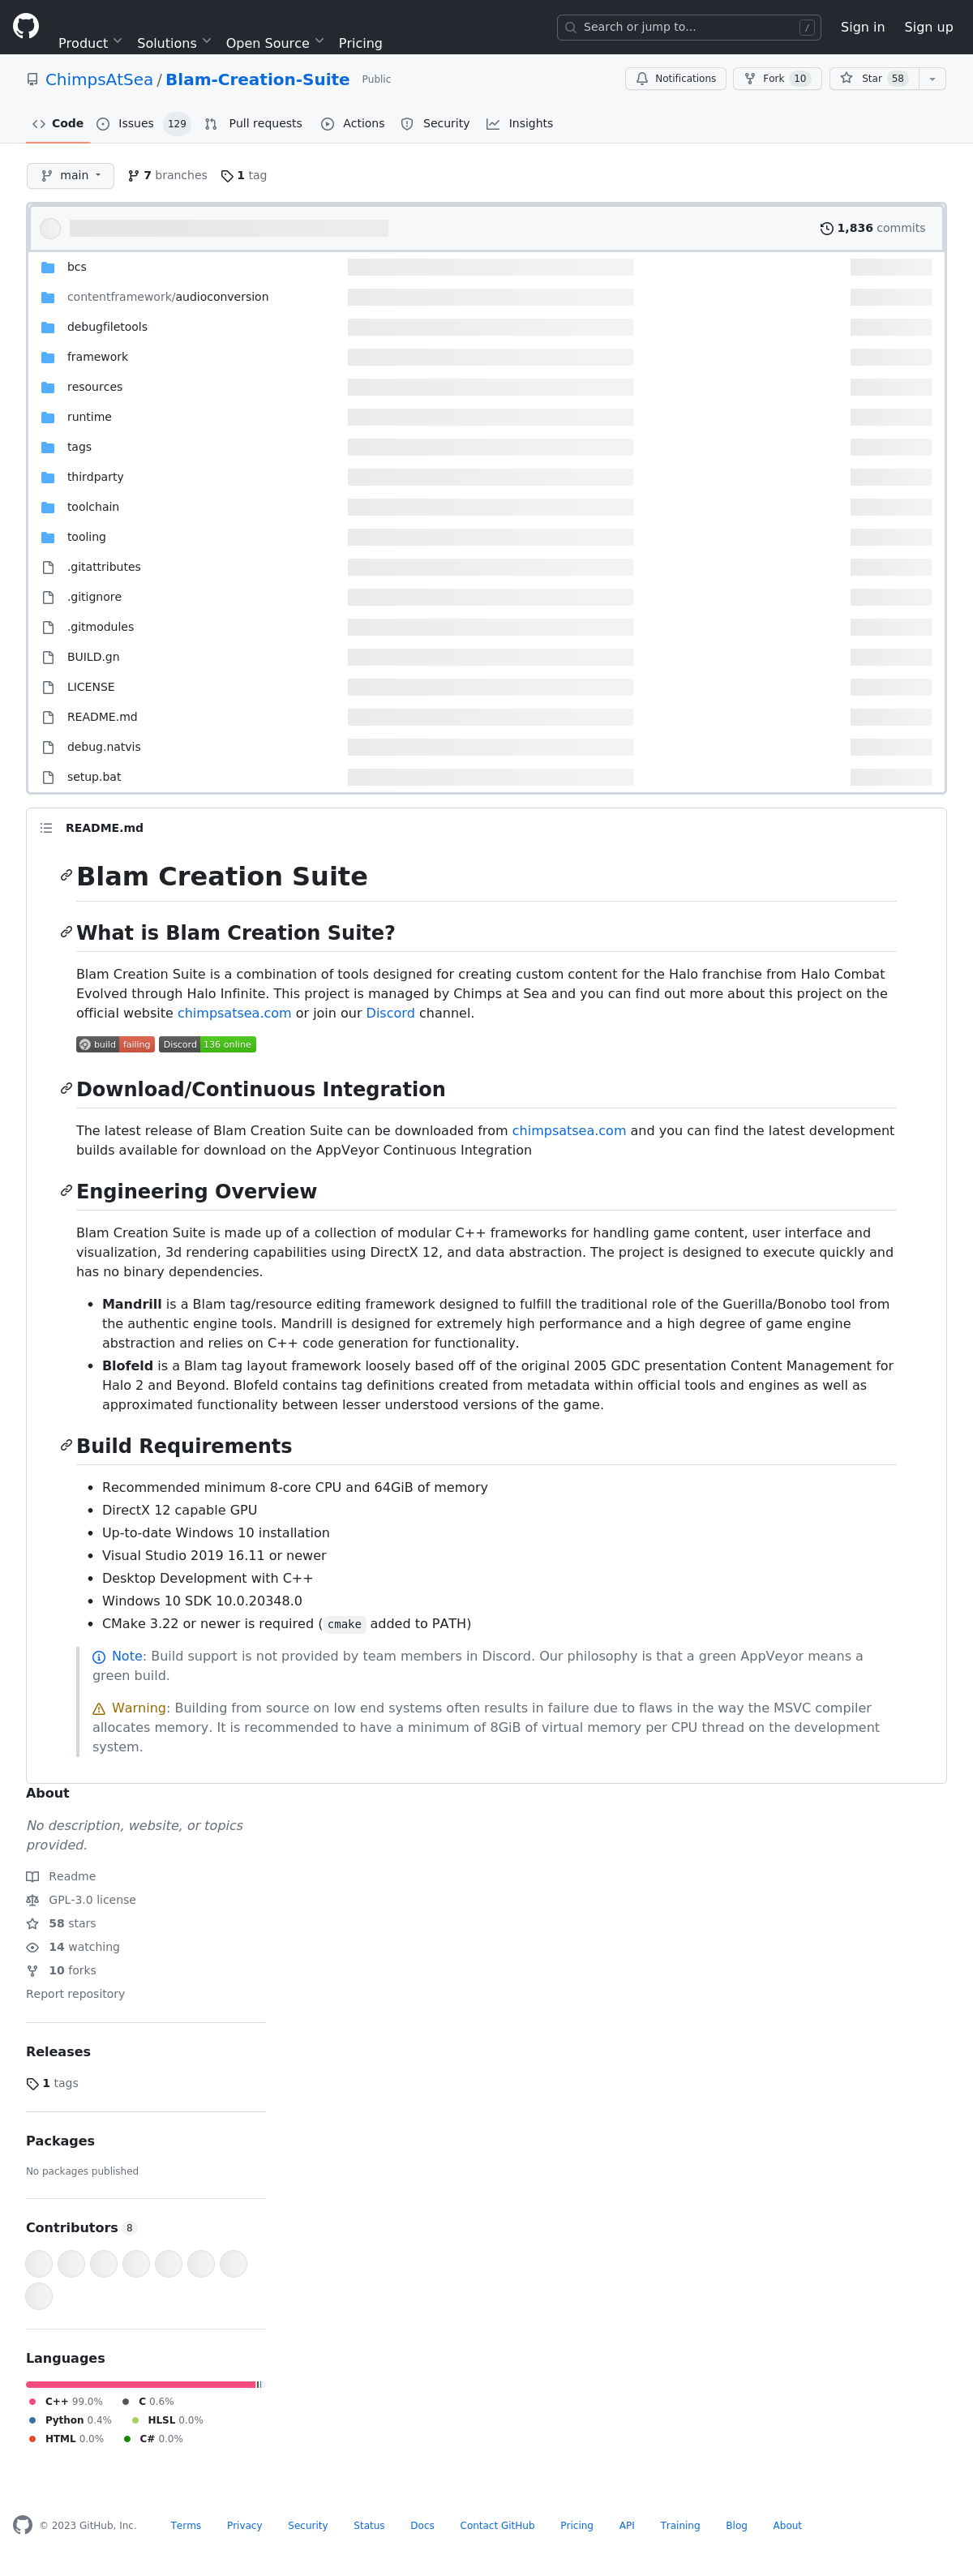 Product Solutions Open Source Pricing
Search or jump to... /
Sign in Sign up
ChimpsAtSea / Blam-Creation-Suite Public
Notifications Fork 10 Star 58
Code Issues 129 Pull requests Actions Security Insights
main 7 branches 1 tag
1,836 commits
bcs
contentframework/audioconversion
debugfiletools
framework
resources
runtime
tags
thirdparty
toolchain
tooling
.gitattributes
.gitignore
.gitmodules
BUILD.gn
LICENSE
README.md
debug.natvis
setup.bat
README.md
Blam Creation Suite
What is Blam Creation Suite?
Blam Creation Suite is a combination of tools designed for creating custom content for the Halo franchise from Halo Combat
Evolved through Halo Infinite. This project is managed by Chimps at Sea and you can find out more about this project on the
official website chimpsatsea.com or join our Discord channel.
build failing Discord 136 online
Download/Continuous Integration
The latest release of Blam Creation Suite can be downloaded from chimpsatsea.com and you can find the latest development
builds available for download on the AppVeyor Continuous Integration
Engineering Overview
Blam Creation Suite is made up of a collection of modular C++ frameworks for handling game content, user interface and
visualization, 3d rendering capabilities using DirectX 12, and data abstraction. The project is designed to execute quickly and
has no binary dependencies.
• Mandrill is a Blam tag/resource editing framework designed to fulfill the traditional role of the Guerilla/Bonobo tool from
the authentic engine tools. Mandrill is designed for extremely high performance and a high degree of game engine
abstraction and relies on C++ code generation for functionality.
• Blofeld is a Blam tag layout framework loosely based off of the original 2005 GDC presentation Content Management for
Halo 2 and Beyond. Blofeld contains tag definitions created from metadata within official tools and engines as well as
approximated functionality between lesser understood versions of the game.
Build Requirements
• Recommended minimum 8-core CPU and 64GiB of memory
• DirectX 12 capable GPU
• Up-to-date Windows 10 installation
• Visual Studio 2019 16.11 or newer
• Desktop Development with C++
• Windows 10 SDK 10.0.20348.0
• CMake 3.22 or newer is required ( cmake added to PATH)
Note: Build support is not provided by team members in Discord. Our philosophy is that a green AppVeyor means a
green build.
Warning: Building from source on low end systems often results in failure due to flaws in the way the MSVC compiler
allocates memory. It is recommended to have a minimum of 8GiB of virtual memory per CPU thread on the development
system.
About
No description, website, or topics
provided.
Readme
GPL-3.0 license
58 stars
14 watching
10 forks
Report repository
Releases
1 tags
Packages
No packages published
Contributors 8
Languages
C++ 99.0% C 0.6%
Python 0.4% HLSL 0.0%
HTML 0.0% C# 0.0%
© 2023 GitHub, Inc. Terms Privacy Security Status Docs Contact GitHub Pricing API Training Blog About